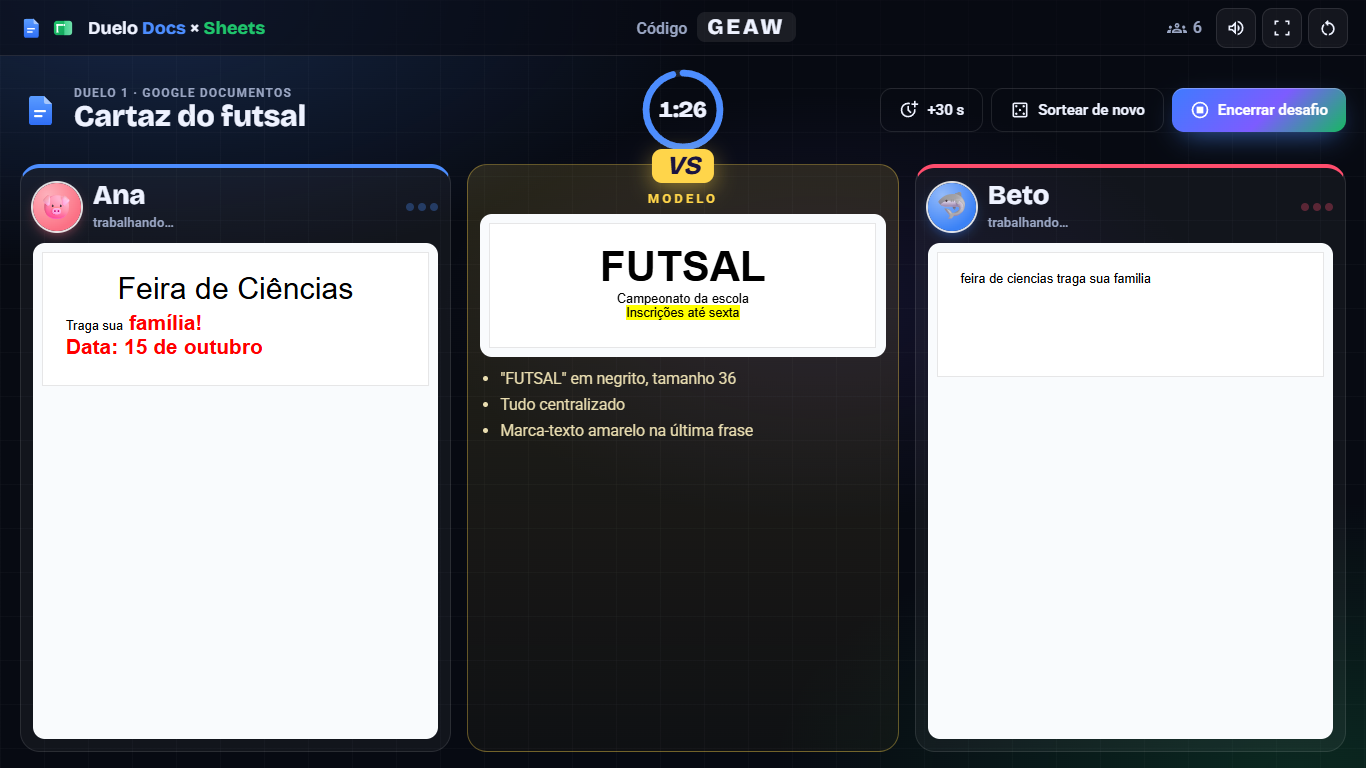 Duelo Docs × Sheets
Código GEAW
6
DUELO 1 · GOOGLE DOCUMENTOS
Cartaz do futsal
1:26
+30 s
Sortear de novo
Encerrar desafio
VS
Ana
trabalhando…
Feira de Ciências
Traga sua família!
Data: 15 de outubro
MODELO
FUTSAL
Campeonato da escola
Inscrições até sexta
• "FUTSAL" em negrito, tamanho 36
• Tudo centralizado
• Marca-texto amarelo na última frase
Beto
trabalhando…
feira de ciencias traga sua familia